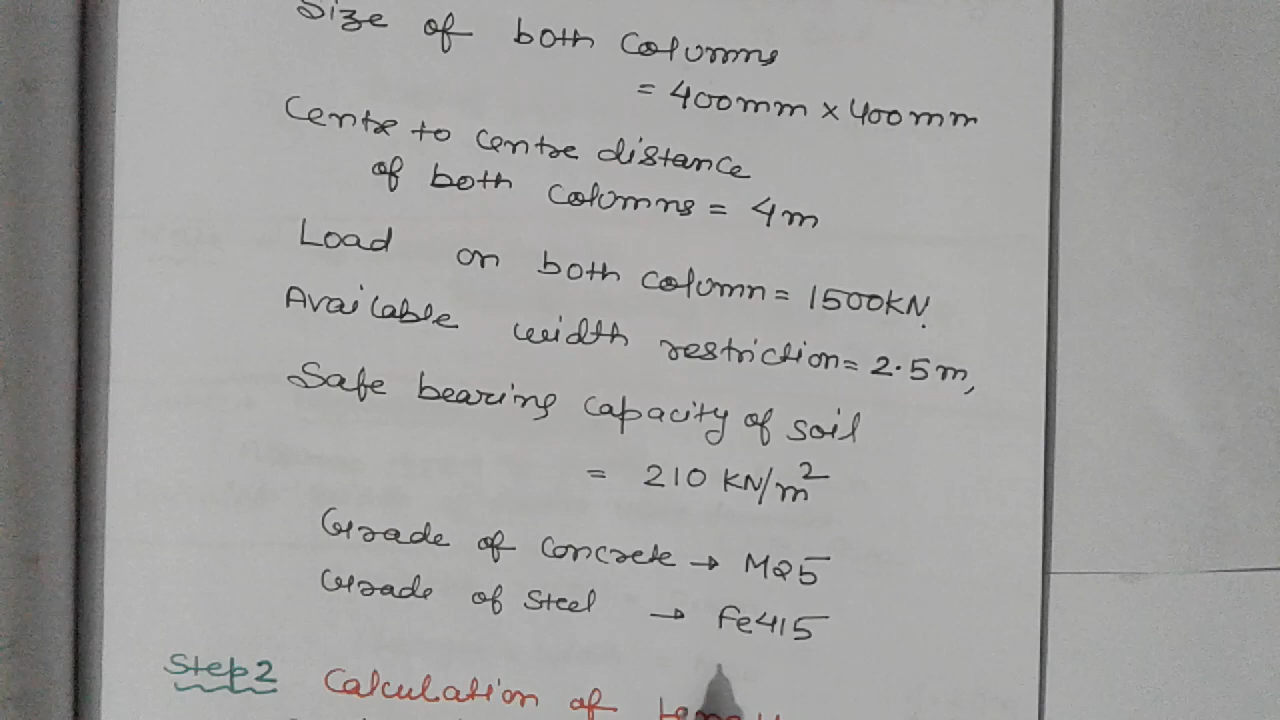 Size of both columns
= 400mm x 400mm
Centre to centre distance
of both columns = 4m
Load on both column = 1500KN.
Available width restriction = 2.5m,
Safe bearing capacity of soil
= 210 KN/m²
Grade of concrete → M25
Grade of steel → Fe415
Step2 Calculation of